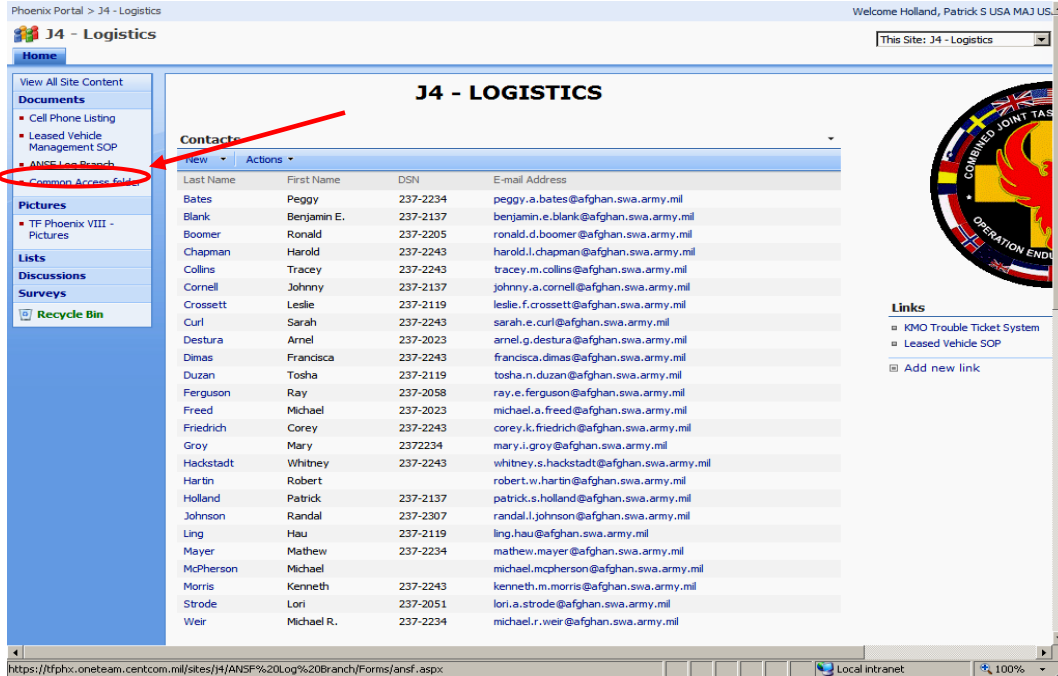 Phoenix Portal > J4 - Logistics
Welcome Holland, Patrick S USA MAJ US
J4 - Logistics
This Site: J4 - Logistics
Home
View All Site Content
Documents
Cell Phone Listing
Leased Vehicle
Management SOP
ANSF Log Branch
Common Access folder
Pictures
TF Phoenix VIII -
Pictures
Lists
Discussions
Surveys
Recycle Bin
J4 - LOGISTICS
Contacts
New Actions
Last Name First Name DSN E-mail Address
Bates Peggy 237-2234 peggy.a.bates@afghan.swa.army.mil
Blank Benjamin E. 237-2137 benjamin.e.blank@afghan.swa.army.mil
Boomer Ronald 237-2205 ronald.d.boomer@afghan.swa.army.mil
Chapman Harold 237-2243 harold.l.chapman@afghan.swa.army.mil
Collins Tracey 237-2243 tracey.m.collins@afghan.swa.army.mil
Cornell Johnny 237-2137 johnny.a.cornell@afghan.swa.army.mil
Crossett Leslie 237-2119 leslie.f.crossett@afghan.swa.army.mil
Curl Sarah 237-2243 sarah.e.curl@afghan.swa.army.mil
Destura Arnel 237-2023 arnel.g.destura@afghan.swa.army.mil
Dimas Francisca 237-2243 francisca.dimas@afghan.swa.army.mil
Duzan Tosha 237-2119 tosha.n.duzan@afghan.swa.army.mil
Ferguson Ray 237-2058 ray.e.ferguson@afghan.swa.army.mil
Freed Michael 237-2023 michael.a.freed@afghan.swa.army.mil
Friedrich Corey 237-2243 corey.k.friedrich@afghan.swa.army.mil
Groy Mary 2372234 mary.i.groy@afghan.swa.army.mil
Hackstadt Whitney 237-2243 whitney.s.hackstadt@afghan.swa.army.mil
Hartin Robert robert.w.hartin@afghan.swa.army.mil
Holland Patrick 237-2137 patrick.s.holland@afghan.swa.army.mil
Johnson Randal 237-2307 randal.l.johnson@afghan.swa.army.mil
Ling Hau 237-2119 ling.hau@afghan.swa.army.mil
Mayer Mathew 237-2234 mathew.mayer@afghan.swa.army.mil
McPherson Michael michael.mcpherson@afghan.swa.army.mil
Morris Kenneth 237-2243 kenneth.m.morris@afghan.swa.army.mil
Strode Lori 237-2051 lori.a.strode@afghan.swa.army.mil
Weir Michael R. 237-2234 michael.r.weir@afghan.swa.army.mil
COMBINED JOINT TAS
OPERATION ENDU
Links
KMO Trouble Ticket System
Leased Vehicle SOP
Add new link
https://tfphx.oneteam.centcom.mil/sites/j4/ANSF%20Log%20Branch/Forms/ansf.aspx
Local intranet
100%